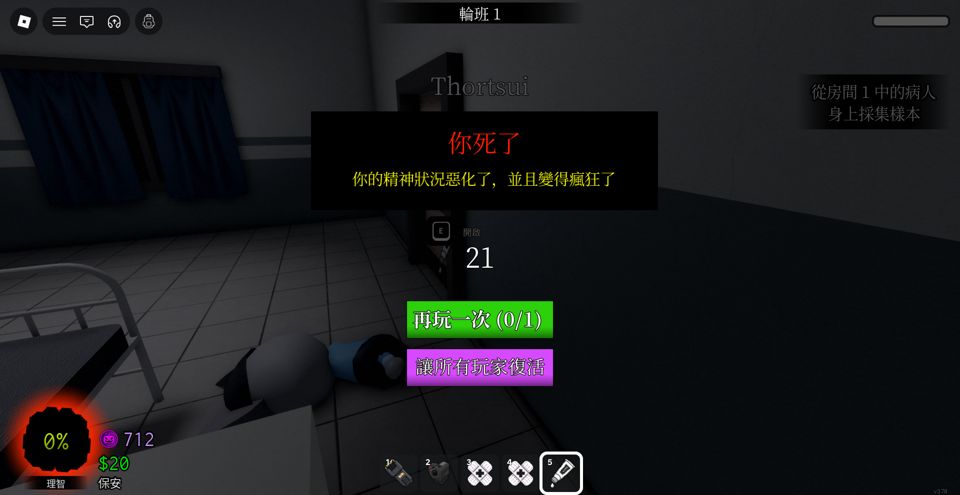 輪班 1
Thortsui
從房間 1 中的病人
身上採集樣本
你死了
你的精神狀況惡化了，並且變得瘋狂了
E 開啟
21
再玩一次 (0/1)
讓所有玩家復活
0%
理智
712
$20
保安
1 2 3 4 5
v178